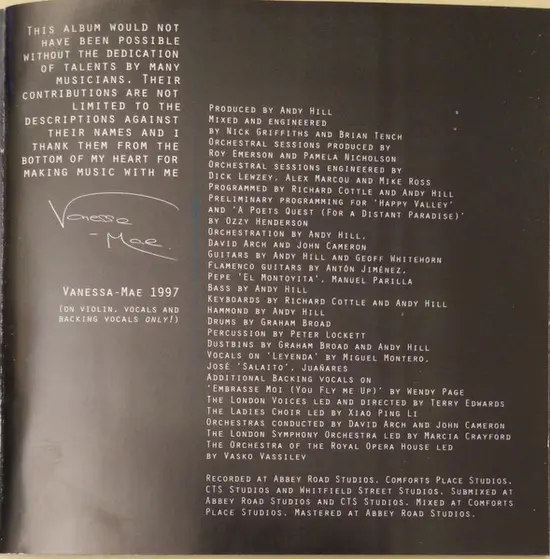 THIS ALBUM WOULD NOT
HAVE BEEN POSSIBLE
WITHOUT THE DEDICATION
OF TALENTS BY MANY
MUSICIANS. THEIR
CONTRIBUTIONS ARE NOT
LIMITED TO THE
DESCRIPTIONS AGAINST
THEIR NAMES AND I
THANK THEM FROM THE
BOTTOM OF MY HEART FOR
MAKING MUSIC WITH ME
Vanessa
-Mae.
VANESSA-MAE 1997
(ON VIOLIN, VOCALS AND
BACKING VOCALS ONLY!)
PRODUCED BY ANDY HILL
MIXED AND ENGINEERED
BY NICK GRIFFITHS AND BRIAN TENCH
ORCHESTRAL SESSIONS PRODUCED BY
ROY EMERSON AND PAMELA NICHOLSON
ORCHESTRAL SESSIONS ENGINEERED BY
DICK LEWZEY, ALEX MARCOU AND MIKE ROSS
PROGRAMMED BY RICHARD COTTLE AND ANDY HILL
PRELIMINARY PROGRAMMING FOR 'HAPPY VALLEY'
AND 'A POETS QUEST (FOR A DISTANT PARADISE)'
BY OZZY HENDERSON
ORCHESTRATION BY ANDY HILL,
DAVID ARCH AND JOHN CAMERON
GUITARS BY ANDY HILL AND GEOFF WHITEHORN
FLAMENCO GUITARS BY ANTÓN JIMÉNEZ,
PEPE 'EL MONTOYITA', MANUEL PARILLA
BASS BY ANDY HILL
KEYBOARDS BY RICHARD COTTLE AND ANDY HILL
HAMMOND BY ANDY HILL
DRUMS BY GRAHAM BROAD
PERCUSSION BY PETER LOCKETT
DUSTBINS BY GRAHAM BROAD AND ANDY HILL
VOCALS ON 'LEYENDA' BY MIGUEL MONTERO,
JOSÉ 'SALAITO', JUAÑARES
ADDITIONAL BACKING VOCALS ON
'EMBRASSE MOI (YOU FLY ME UP)' BY WENDY PAGE
THE LONDON VOICES LED AND DIRECTED BY TERRY EDWARDS
THE LADIES CHOIR LED BY XIAO PING LI
ORCHESTRAS CONDUCTED BY DAVID ARCH AND JOHN CAMERON
THE LONDON SYMPHONY ORCHESTRA LED BY MARCIA CRAYFORD
THE ORCHESTRA OF THE ROYAL OPERA HOUSE LED
BY VASKO VASSILEV
RECORDED AT ABBEY ROAD STUDIOS, COMFORTS PLACE STUDIOS,
CTS STUDIOS AND WHITFIELD STREET STUDIOS. SUBMIXED AT
ABBEY ROAD STUDIOS AND CTS STUDIOS. MIXED AT COMFORTS
PLACE STUDIOS. MASTERED AT ABBEY ROAD STUDIOS.